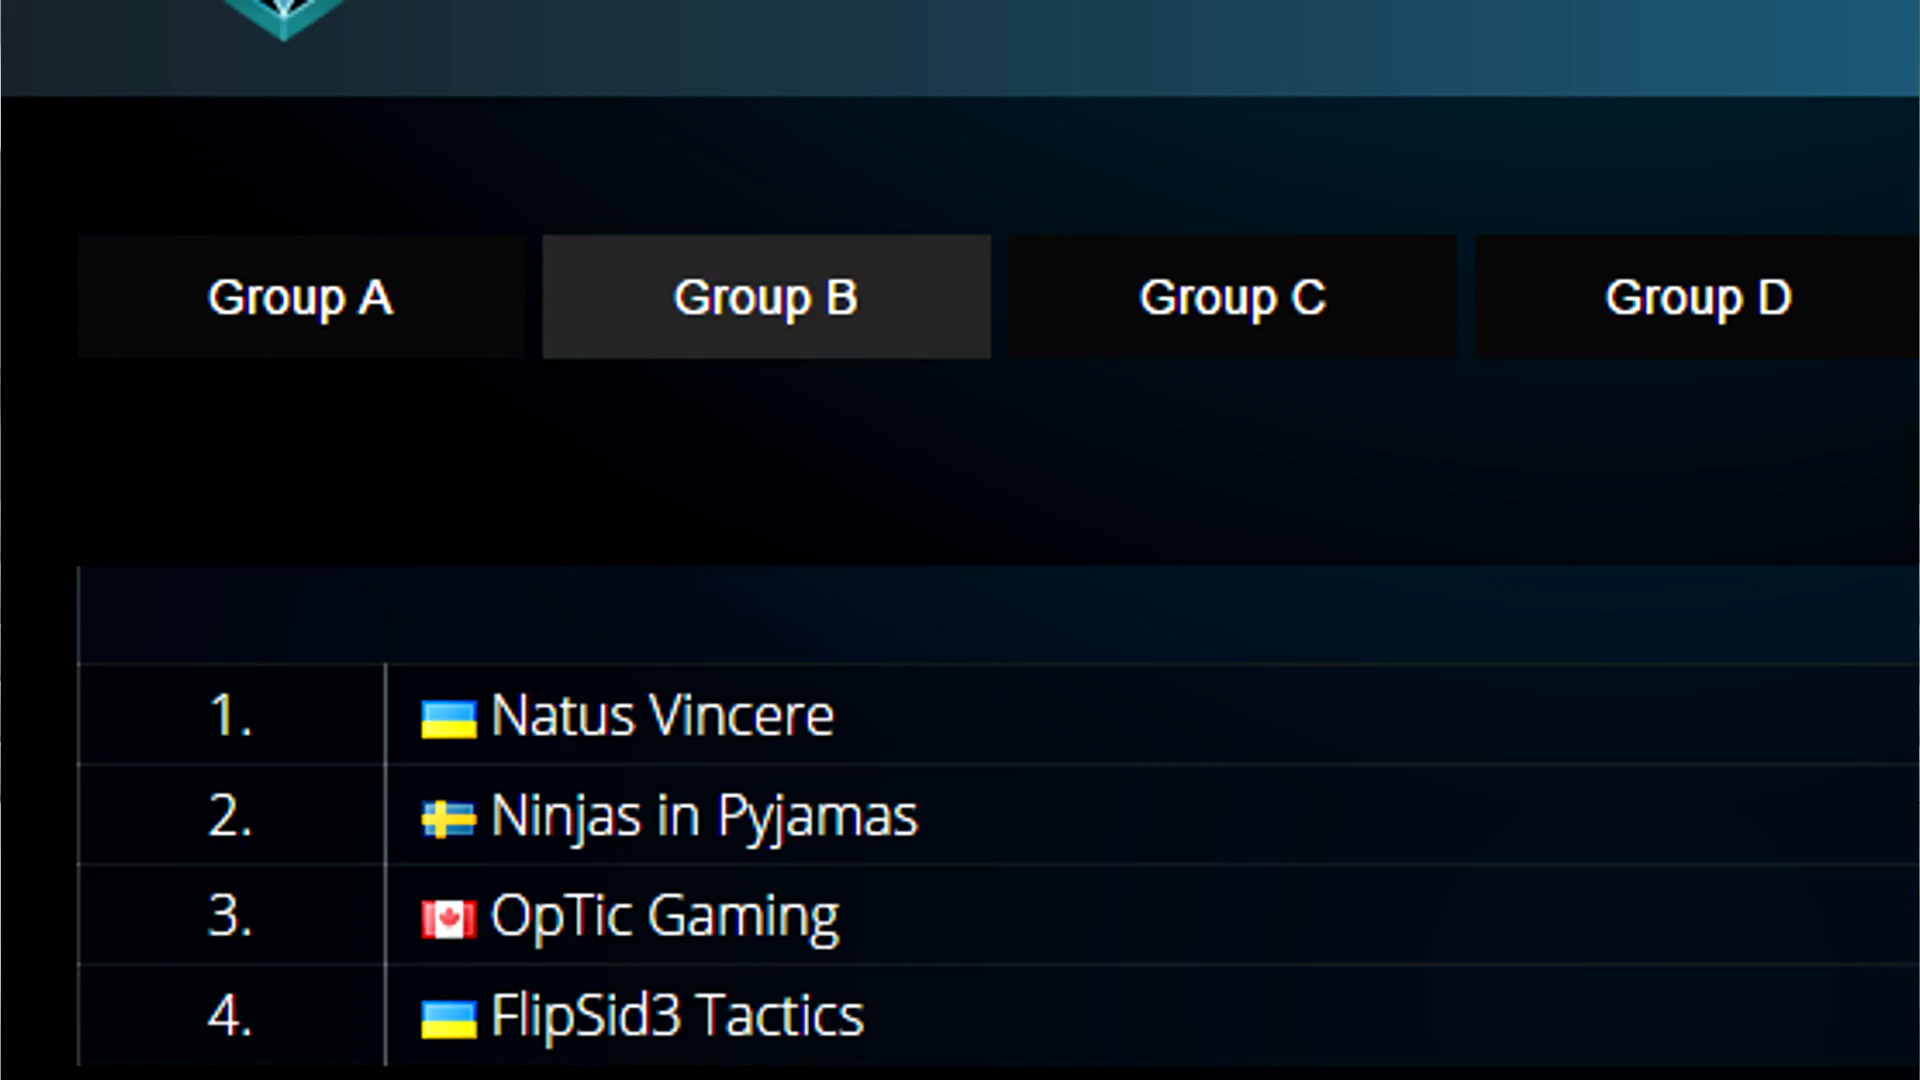 Group A Group B Group C Group D
1. Natus Vincere
2. Ninjas in Pyjamas
3. OpTic Gaming
4. FlipSid3 Tactics